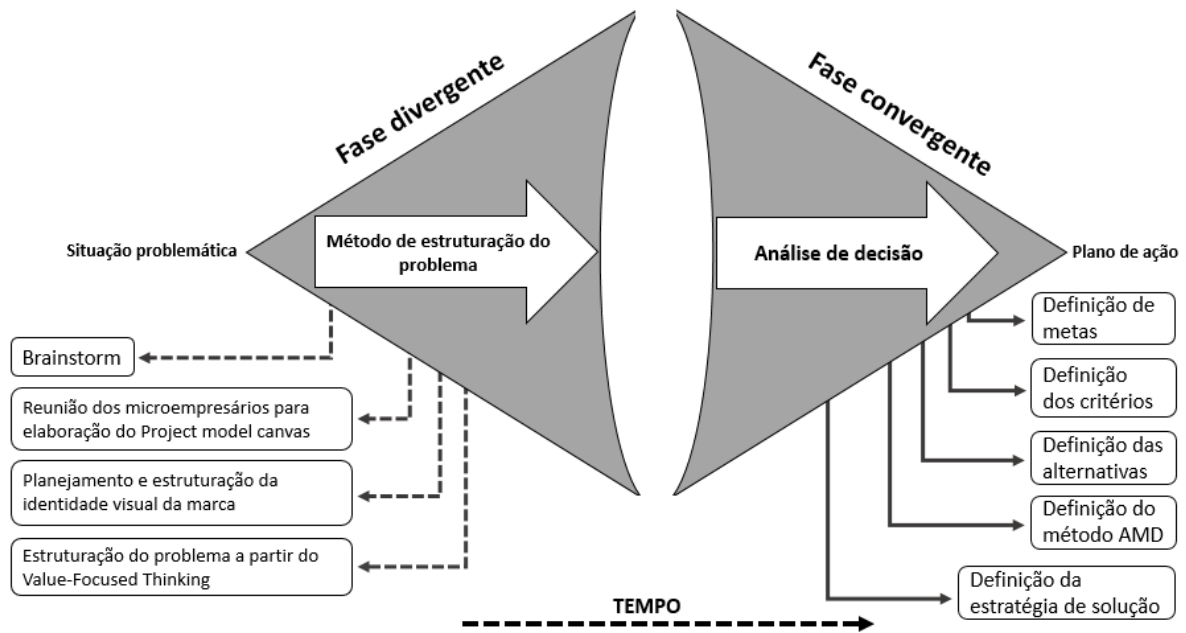 Fase divergente
Fase convergente
Situação problemática
Método de estruturação do
problema
Análise de decisão
Plano de ação
Brainstorm
Reunião dos microempresários para
elaboração do Project model canvas
Planejamento e estruturação da
identidade visual da marca
Estruturação do problema a partir do
Value-Focused Thinking
Definição de
metas
Definição
dos critérios
Definição das
alternativas
Definição do
método AMD
Definição da
estratégia de solução
TEMPO